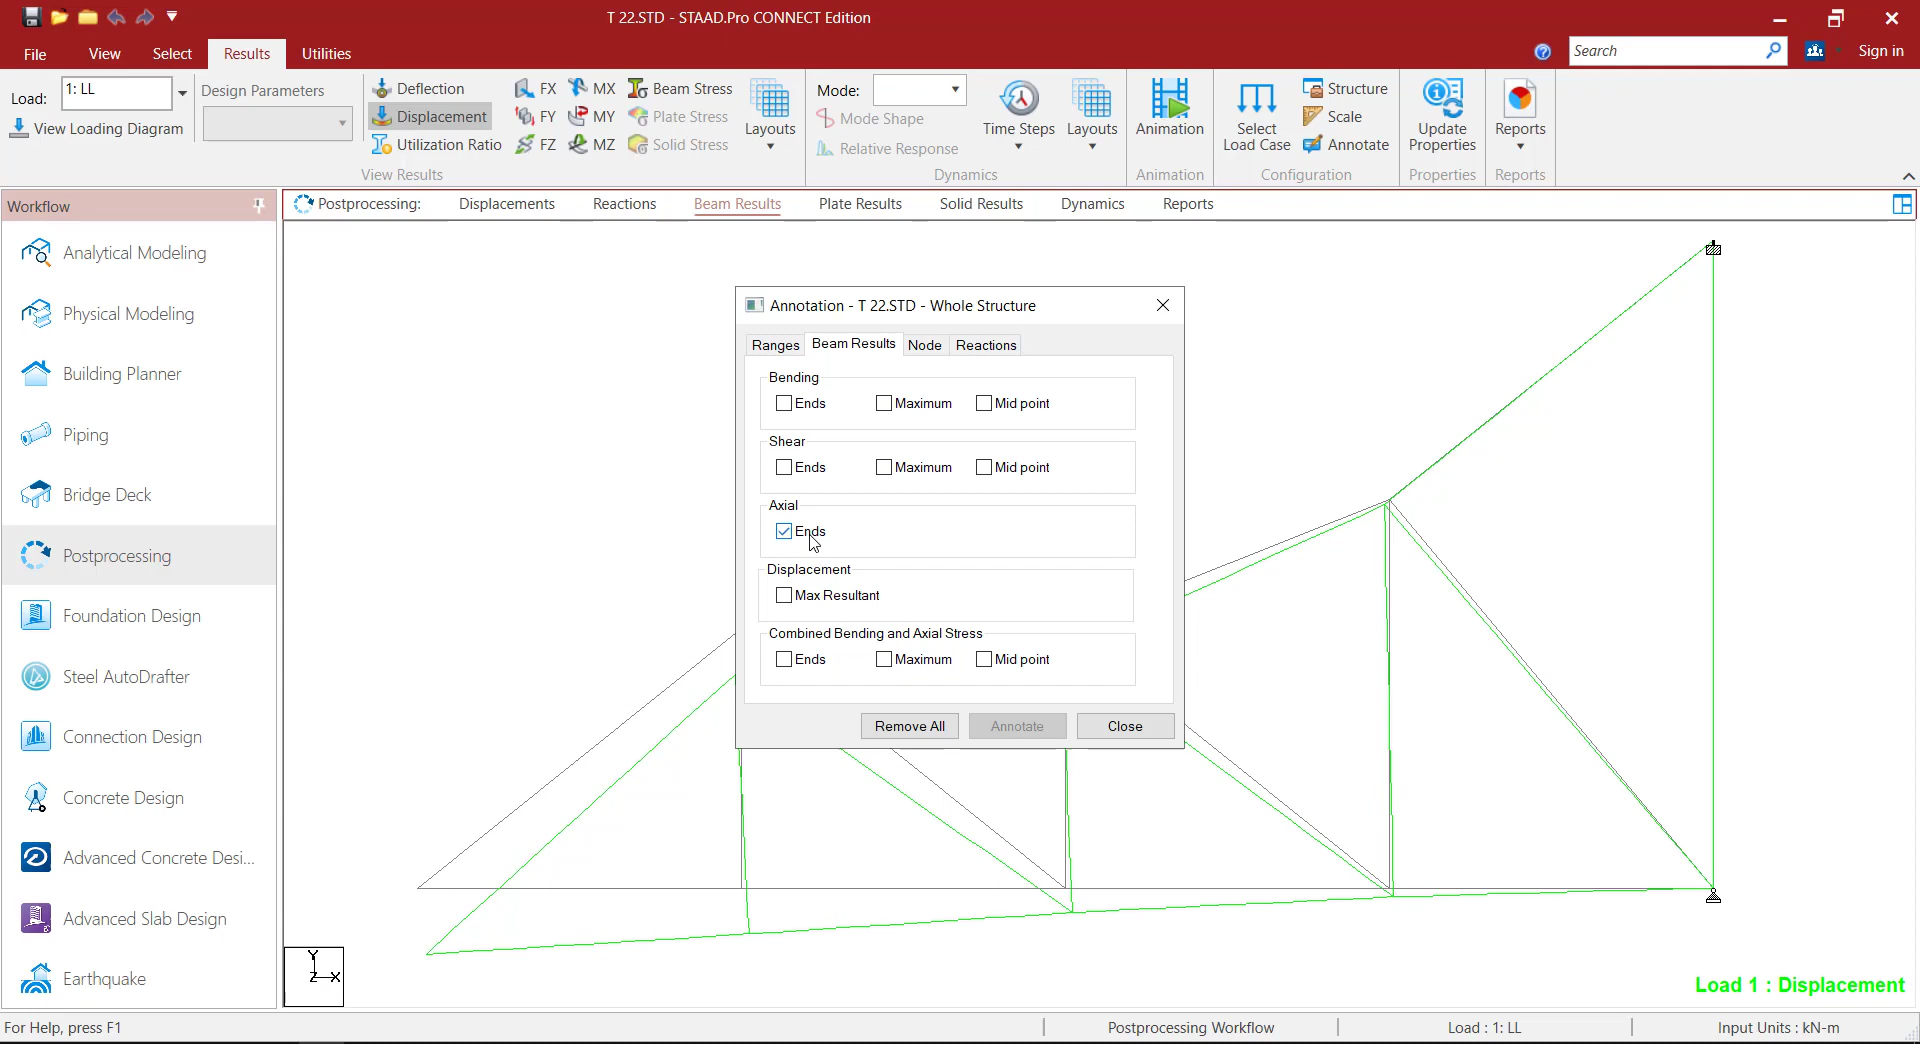 T 22.STD - STAAD.Pro CONNECT Edition
File View Select Results Utilities
Search
Sign in
Load: 1: LL
View Loading Diagram
Design Parameters
Deflection
Displacement
Utilization Ratio
FX MX Beam Stress
FY MY Plate Stress
FZ MZ Solid Stress
Layouts
View Results
Mode:
Mode Shape
Relative Response
Time Steps
Layouts
Dynamics
Animation
Animation
Select
Load Case
Structure
Scale
Annotate
Configuration
Update
Properties
Properties
Reports
Reports
Workflow
Analytical Modeling
Physical Modeling
Building Planner
Piping
Bridge Deck
Postprocessing
Foundation Design
Steel AutoDrafter
Connection Design
Concrete Design
Advanced Concrete Desi...
Advanced Slab Design
Earthquake
Postprocessing: Displacements Reactions Beam Results Plate Results Solid Results Dynamics Reports
Annotation - T 22.STD - Whole Structure
Ranges Beam Results Node Reactions
Bending
Ends Maximum Mid point
Shear
Ends Maximum Mid point
Axial
Ends
Displacement
Max Resultant
Combined Bending and Axial Stress
Ends Maximum Mid point
Remove All Annotate Close
Y
Z X
Load 1 : Displacement
For Help, press F1
Postprocessing Workflow
Load : 1: LL
Input Units : kN-m